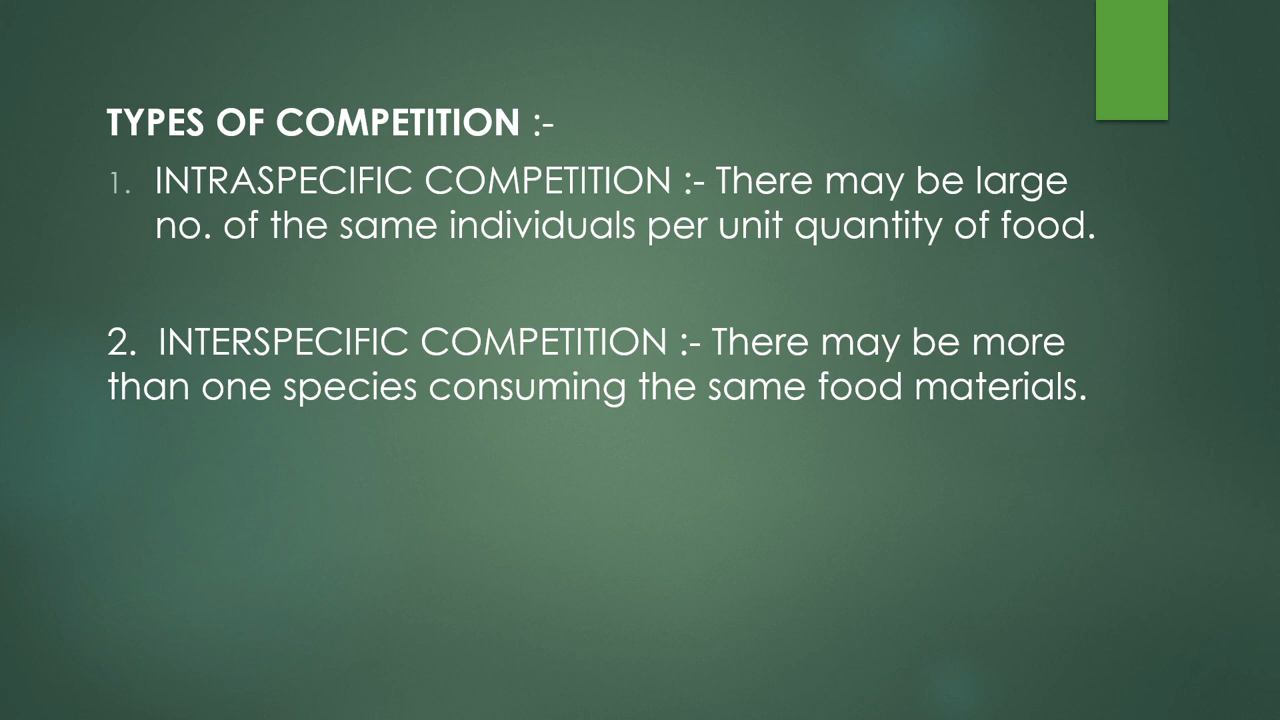 TYPES OF COMPETITION :-
1. INTRASPECIFIC COMPETITION :- There may be large
no. of the same individuals per unit quantity of food.
2. INTERSPECIFIC COMPETITION :- There may be more
than one species consuming the same food materials.